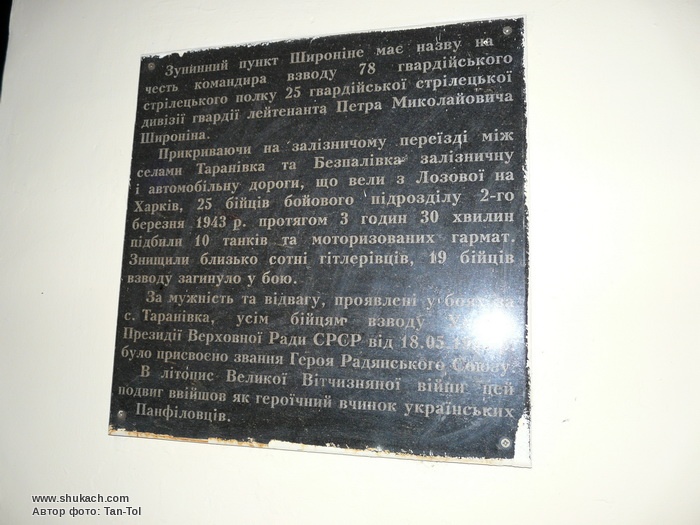 Зупинний пункт Широніне має назву на
честь командира взводу 78 гвардійського
стрілецького полку 25 гвардійської стрілецької
дивізії гвардії лейтенанта Петра Миколайовича
Широніна.
Прикриваючи на залізничному переїзді між
селами Таранівка та Безпалівка залізничну
і автомобільну дороги, що вели з Лозової на
Харків, 25 бійців бойового підрозділу 2-го
березня 1943 р. протягом 3 годин 30 хвилин
підбили 10 танків та моторизованих гармат.
Знищили близько сотні гітлерівців, 19 бійців
взводу загинуло у бою.
За мужність та відвагу, проявлені у боях за
с. Таранівка, усім бійцям взводу
Президії Верховної Ради СРСР від 18.05
було присвоєно звання Героя Радянського Союзу.
В літопис Великої Вітчизняної війни цей
подвиг ввійшов як героїчний вчинок українських
Панфіловців.
www.shukach.com
Автор фото: Tan-Tol